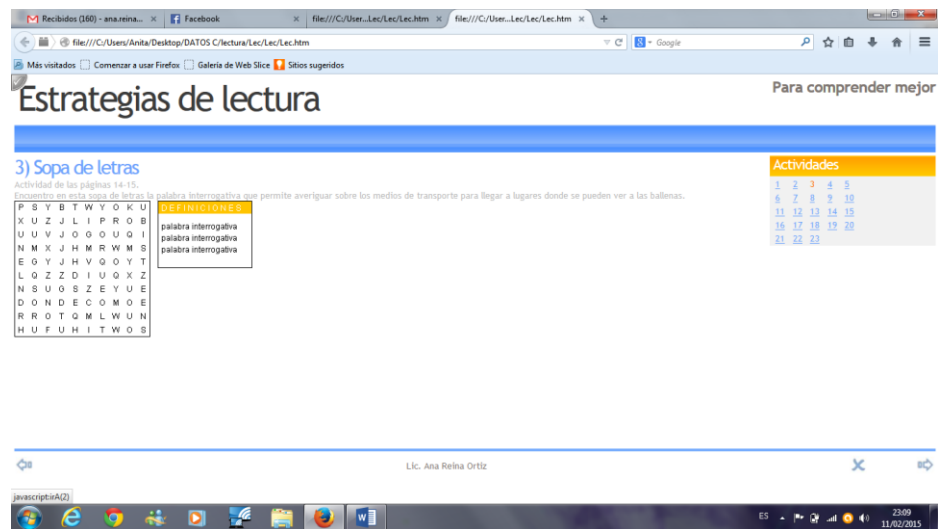 Recibidos (160) - ana.reina... × Facebook × file:///C:/User...Lec/Lec/Lec.htm × file:///C:/User...Lec/Lec/Lec.htm × +
file:///C:/Users/Anita/Desktop/DATOS C/lectura/Lec/Lec/Lec.htm Google
Más visitados Comenzar a usar Firefox Galería de Web Slice Sitios sugeridos
Estrategias de lectura
Para comprender mejor
3) Sopa de letras
Actividad de las páginas 14-15.
Encuentro en esta sopa de letras la palabra interrogativa que permite averiguar sobre los medios de transporte para llegar a lugares donde se pueden ver a las ballenas.
P S Y B T W Y O K U
X U Z J L I P R O B
U U V J O G O U Q I
N M X J H M R W M S
E G Y J H V Q O Y T
L Q Z Z D I U Q X Z
N S U G S Z E Y U E
D O N D E C O M O E
R R O T Q M L W U N
H U F U H I T W O S
DEFINICIONES
palabra interrogativa
palabra interrogativa
palabra interrogativa
Actividades
1 2 3 4 5
6 7 8 9 10
11 12 13 14 15
16 17 18 19 20
21 22 23
Lic. Ana Reina Ortiz
javascript:irA(2)
ES
23:09
11/02/2015